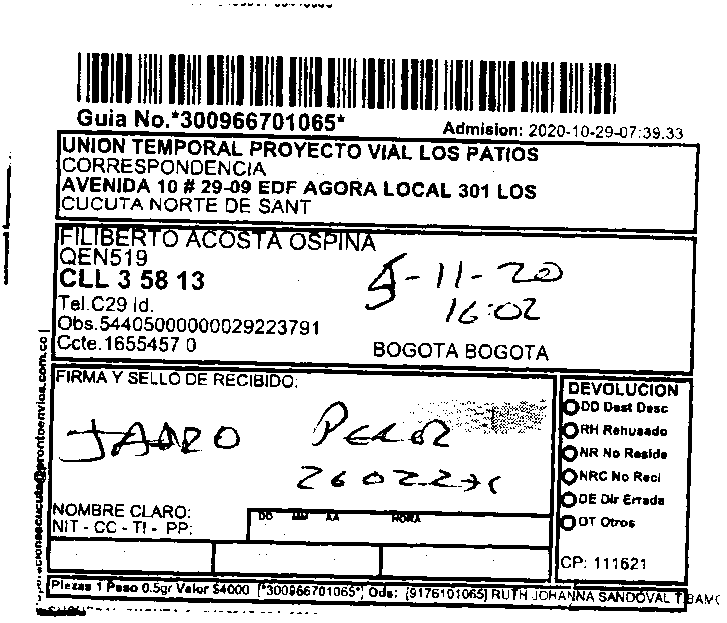 Guia No.*300966701065*
Admision: 2020-10-29-07:39.33
UNION TEMPORAL PROYECTO VIAL LOS PATIOS
CORRESPONDENCIA
AVENIDA 10 # 29-09 EDF AGORA LOCAL 301 LOS
CUCUTA NORTE DE SANT
FILIBERTO ACOSTA OSPINA
QEN519
CLL 3 58 13
Tel.C29 id.
Obs.54405000000029223791
Ccte.1655457 0
5-11-20
16:02
BOGOTA BOGOTA
FIRMA Y SELLO DE RECIBIDO:
NOMBRE CLARO:
NIT - CC - TI - PP:
DD MM AA HORA
DEVOLUCION
DD Dest Desc
RH Rehusado
NR No Reside
NRC No Reci
DE Dir Errada
OT Otros
CP: 111621
Piezas 1 Peso 0.5gr Valor $4000 [*300966701065*] Ods: [9176101065] RUTH JOHANNA SANDOVAL